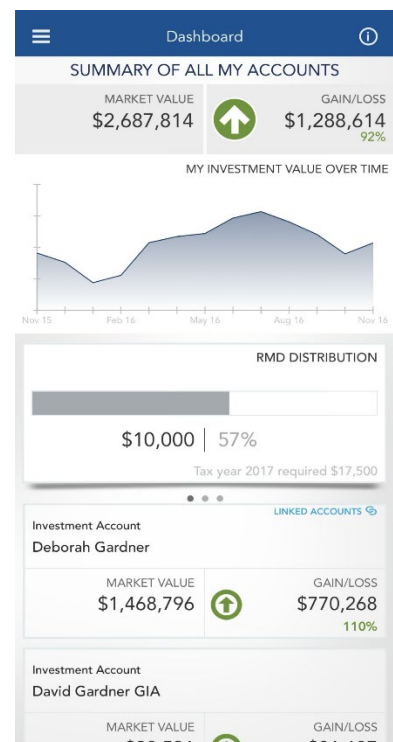 Dashboard
SUMMARY OF ALL MY ACCOUNTS
MARKET VALUE
$2,687,814
GAIN/LOSS
$1,288,614
92%
MY INVESTMENT VALUE OVER TIME
Nov 15 Feb 16 May 16 Aug 16 Nov 16
RMD DISTRIBUTION
$10,000 | 57%
Tax year 2017 required $17,500
LINKED ACCOUNTS
Investment Account
Deborah Gardner
MARKET VALUE
$1,468,796
GAIN/LOSS
$770,268
110%
Investment Account
David Gardner GIA
MARKET VALUE
GAIN/LOSS